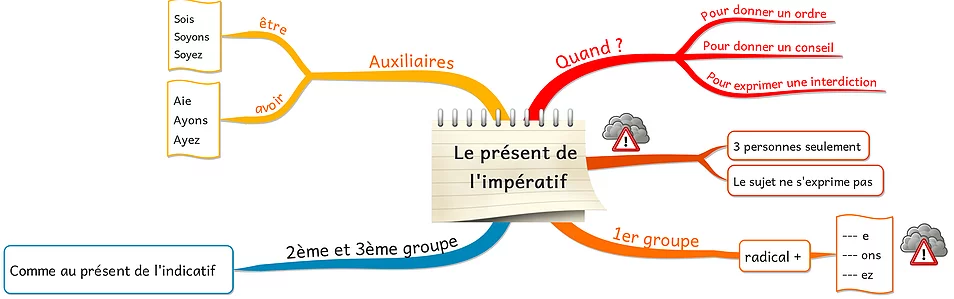 Le présent de
l'impératif
Quand ?
Pour donner un ordre
Pour donner un conseil
Pour exprimer une interdiction
3 personnes seulement
Le sujet ne s'exprime pas
1er groupe
radical +
--- e
--- ons
--- ez
2ème et 3ème groupe
Comme au présent de l'indicatif
Auxiliaires
être
Sois
Soyons
Soyez
avoir
Aie
Ayons
Ayez